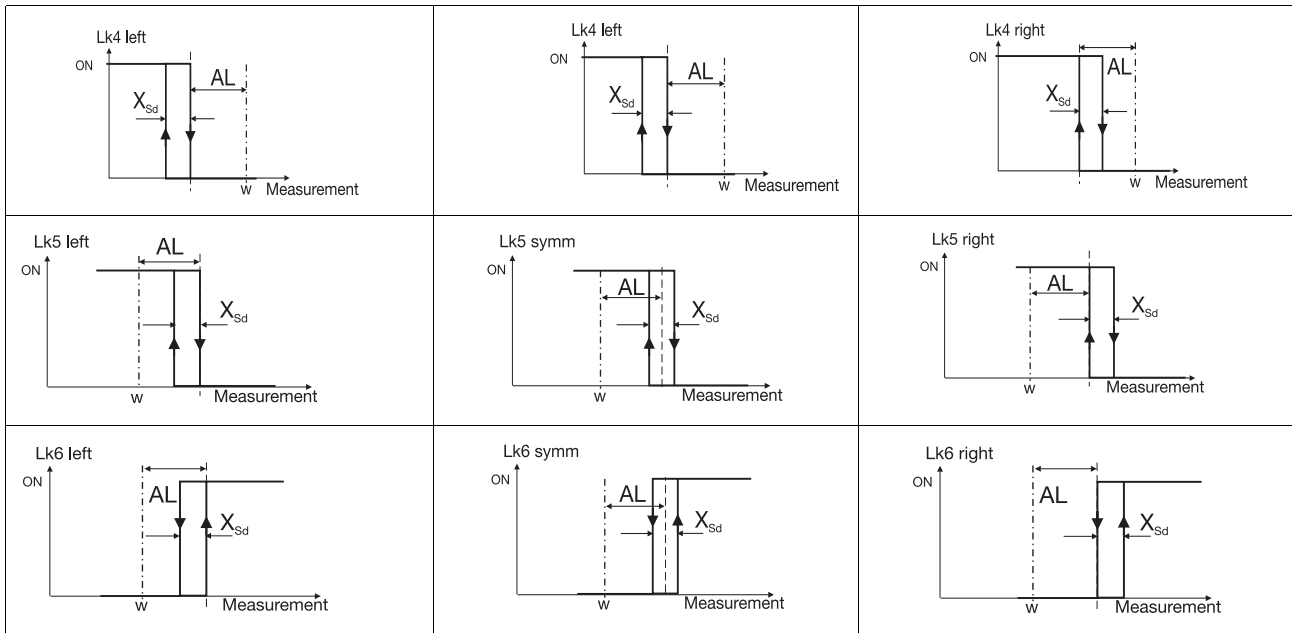 Lk4 left
ON
AL
XSd
w Measurement
Lk4 left
ON
AL
XSd
w Measurement
Lk4 right
ON
AL
XSd
w Measurement
Lk5 left
AL
ON
XSd
w Measurement
Lk5 symm
ON
AL
XSd
w Measurement
Lk5 right
ON
AL
XSd
w Measurement
Lk6 left
ON
AL
XSd
w Measurement
Lk6 symm
ON
AL
XSd
w Measurement
Lk6 right
ON
AL
XSd
w Measurement